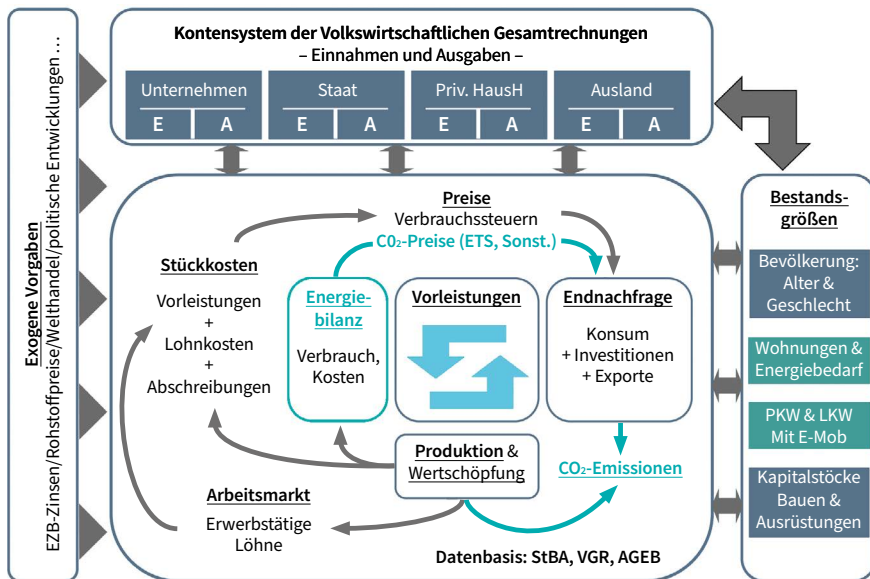 Kontensystem der Volkswirtschaftlichen Gesamtrechnungen
– Einnahmen und Ausgaben –
Unternehmen
E A
Staat
E A
Priv. HausH
E A
Ausland
E A
Exogene Vorgaben
EZB-Zinsen/Rohstoffpreise/Welthandel/politische Entwicklungen ...
Preise
Verbrauchssteuern
C0₂-Preise (ETS, Sonst.)
Stückkosten
Vorleistungen
+
Lohnkosten
+
Abschreibungen
Energie-
bilanz
Verbrauch,
Kosten
Vorleistungen
Endnachfrage
Konsum
+ Investitionen
+ Exporte
Produktion &
Wertschöpfung
CO₂-Emissionen
Arbeitsmarkt
Erwerbstätige
Löhne
Datenbasis: StBA, VGR, AGEB
Bestands-
größen
Bevölkerung:
Alter &
Geschlecht
Wohnungen &
Energiebedarf
PKW & LKW
Mit E-Mob
Kapitalstöcke
Bauen &
Ausrüstungen